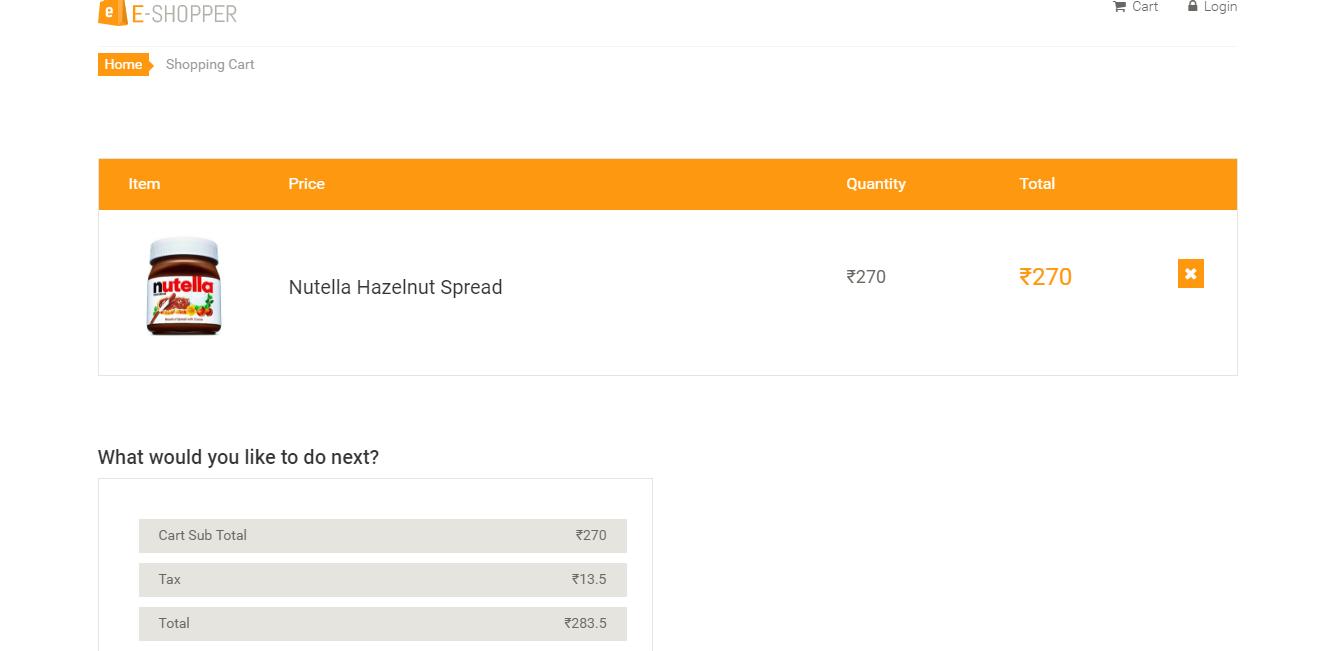 e E-SHOPPER
Cart Login
Home Shopping Cart
Item Price Quantity Total
nutella
Nutella Hazelnut Spread ₹270 ₹270
What would you like to do next?
Cart Sub Total ₹270
Tax ₹13.5
Total ₹283.5